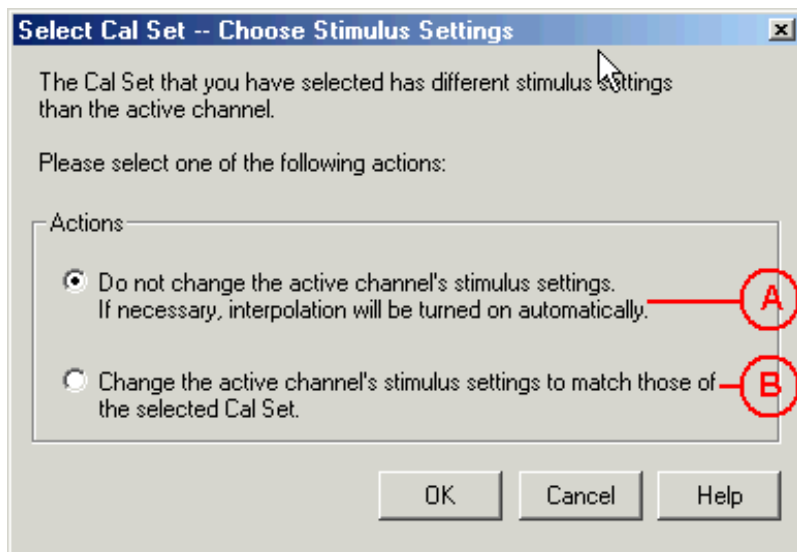 Select Cal Set -- Choose Stimulus Settings
The Cal Set that you have selected has different stimulus settings
than the active channel.
Please select one of the following actions:
Actions
Do not change the active channel's stimulus settings.
If necessary, interpolation will be turned on automatically.
A
Change the active channel's stimulus settings to match those of
the selected Cal Set.
B
OK
Cancel
Help